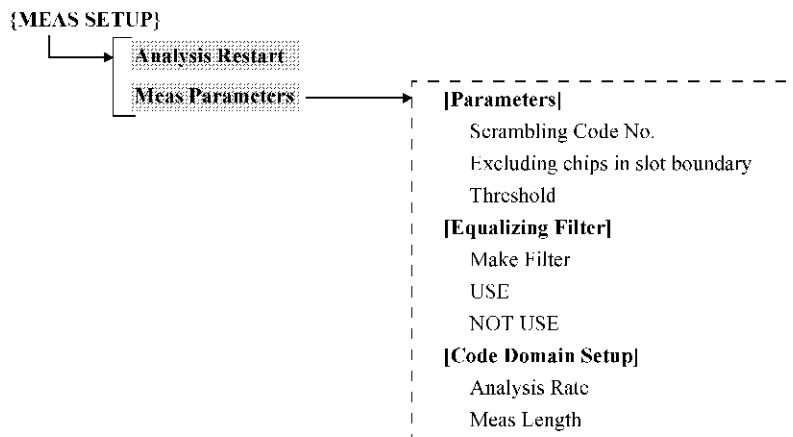 {MEAS SETUP}
Analysis Restart
Meas Parameters
[Parameters]
Scrambling Code No.
Excluding chips in slot boundary
Threshold
[Equalizing Filter]
Make Filter
USE
NOT USE
[Code Domain Setup]
Analysis Rate
Meas Length